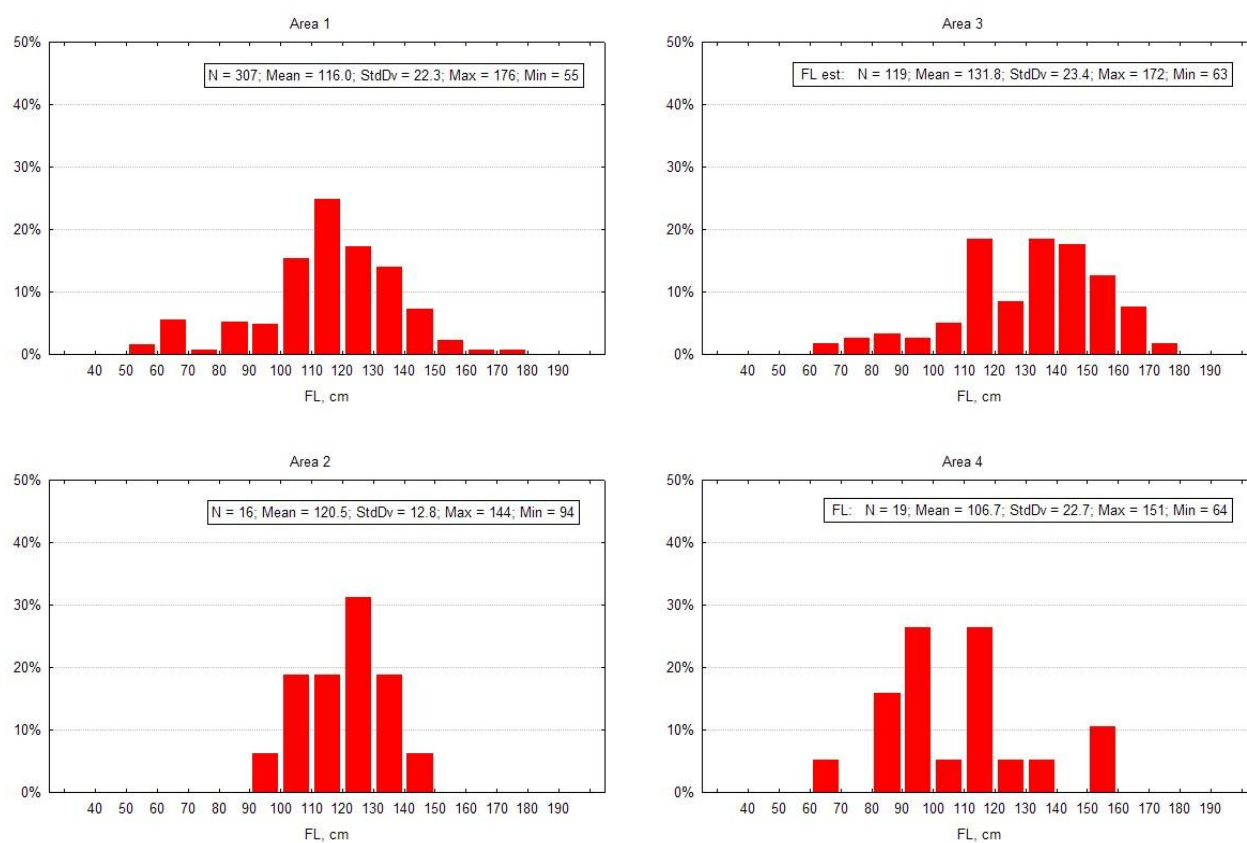 Area 1
50%
N = 307; Mean = 116.0; StdDv = 22.3; Max = 176; Min = 55
40%
30%
20%
10%
0%
40 50 60 70 80 90 100 110 120 130 140 150 160 170 180 190
FL, cm
Area 3
50%
FL est: N = 119; Mean = 131.8; StdDv = 23.4; Max = 172; Min = 63
40%
30%
20%
10%
0%
40 50 60 70 80 90 100 110 120 130 140 150 160 170 180 190
FL, cm
Area 2
50%
N = 16; Mean = 120.5; StdDv = 12.8; Max = 144; Min = 94
40%
30%
20%
10%
0%
40 50 60 70 80 90 100 110 120 130 140 150 160 170 180 190
FL, cm
Area 4
50%
FL: N = 19; Mean = 106.7; StdDv = 22.7; Max = 151; Min = 64
40%
30%
20%
10%
0%
40 50 60 70 80 90 100 110 120 130 140 150 160 170 180 190
FL, cm